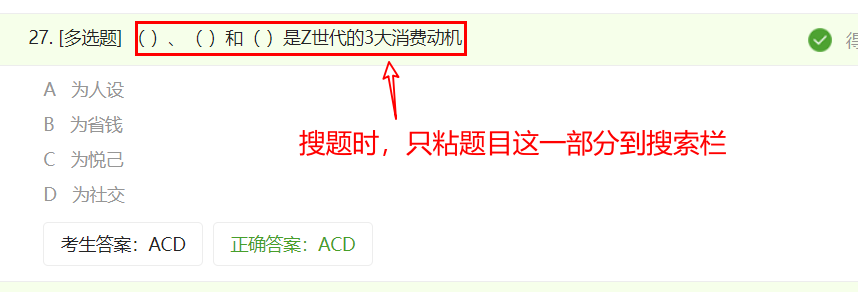 27. [多选题] （）、（）和（）是Z世代的3大消费动机
得
A 为人设
B 为省钱
搜题时，只粘题目这一部分到搜索栏
C 为悦己
D 为社交
考生答案：ACD 正确答案：ACD